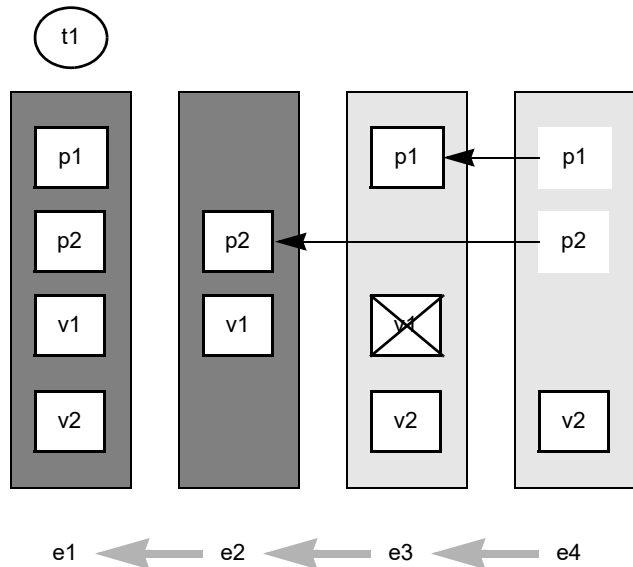 t1
p1 p1 p1
p2 p2 p2
v1 v1 v1
v2 v2 v2
e1 e2 e3 e4